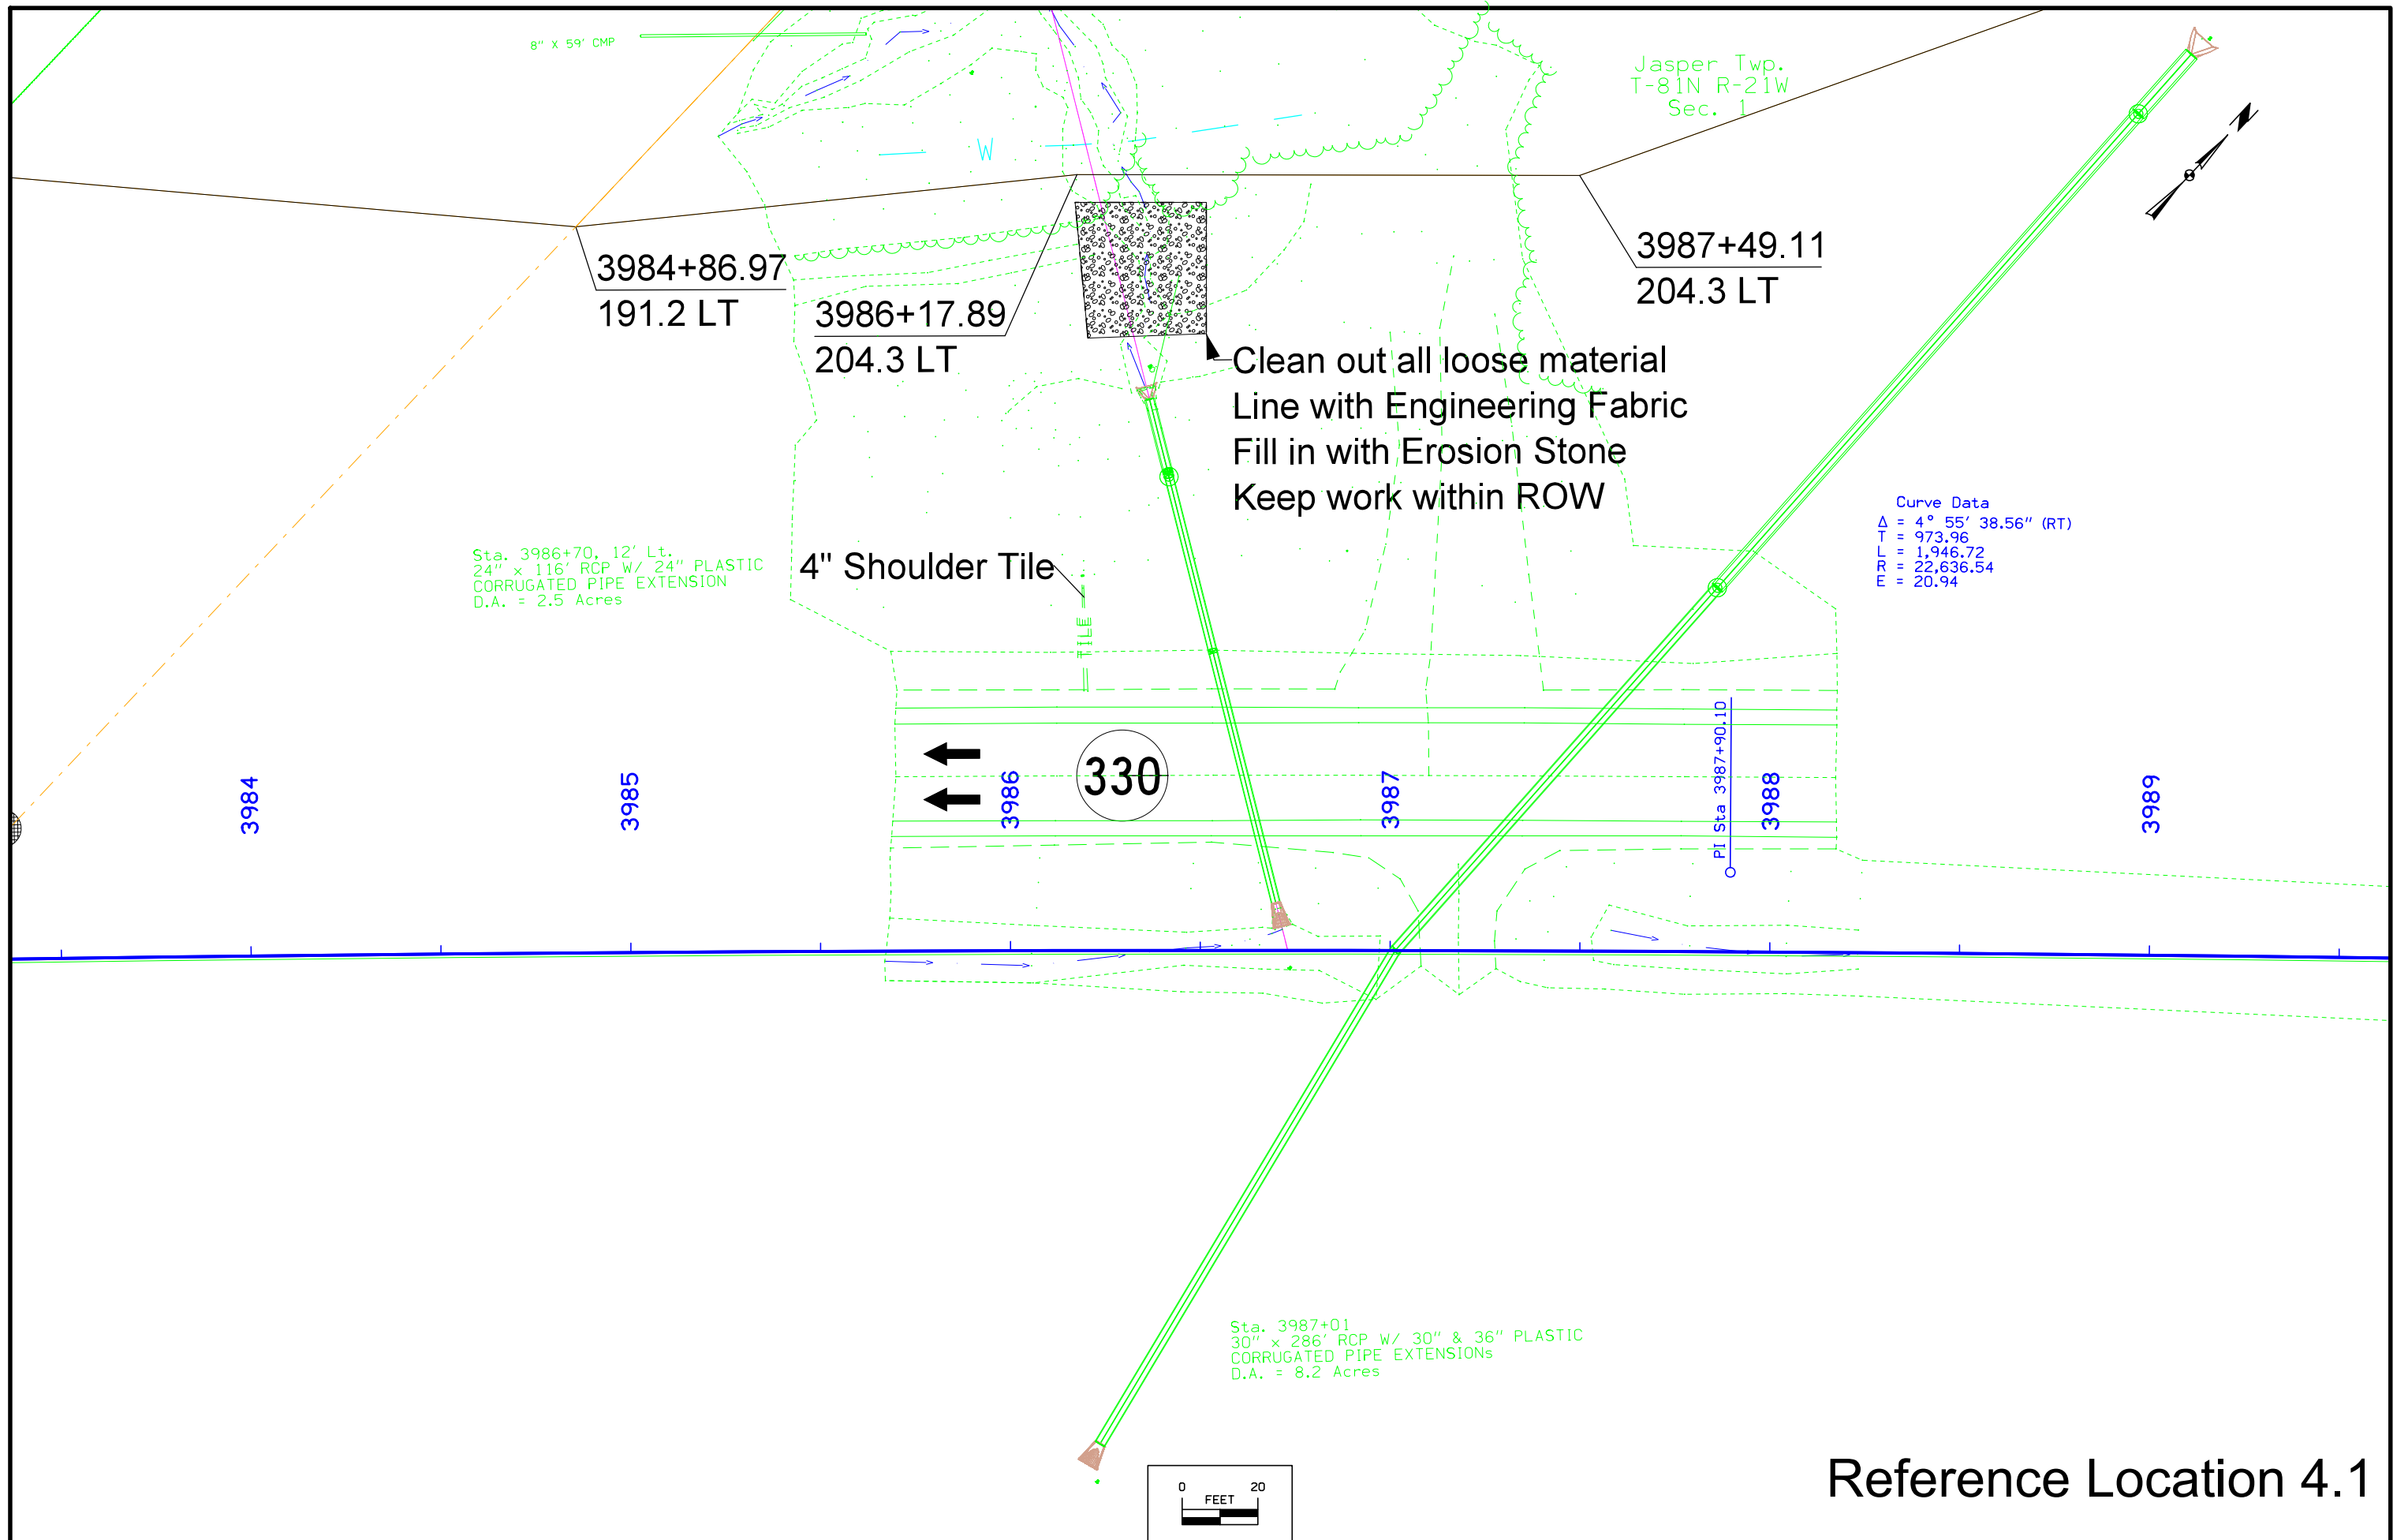 8" X 59' CMP
Jasper Twp.
T-81N R-21W
Sec. 1
N
W
3984+86.97
191.2 LT
3986+17.89
204.3 LT
3987+49.11
204.3 LT
Clean out all loose material
Line with Engineering Fabric
Fill in with Erosion Stone
Keep work within ROW
Curve Data
Δ = 4° 55' 38.56" (RT)
T = 973.96
L = 1,946.72
R = 22,636.54
E = 20.94
Sta. 3986+70, 12' Lt.
24" x 116' RCP W/ 24" PLASTIC
CORRUGATED PIPE EXTENSION
D.A. = 2.5 Acres
4" Shoulder Tile
TILE
330
3984
3985
3986
3987
PI Sta 3987+90.10
3988
3989
Sta. 3987+01
30" x 286' RCP W/ 30" & 36" PLASTIC
CORRUGATED PIPE EXTENSIONs
D.A. = 8.2 Acres
0 20
FEET
Reference Location 4.1